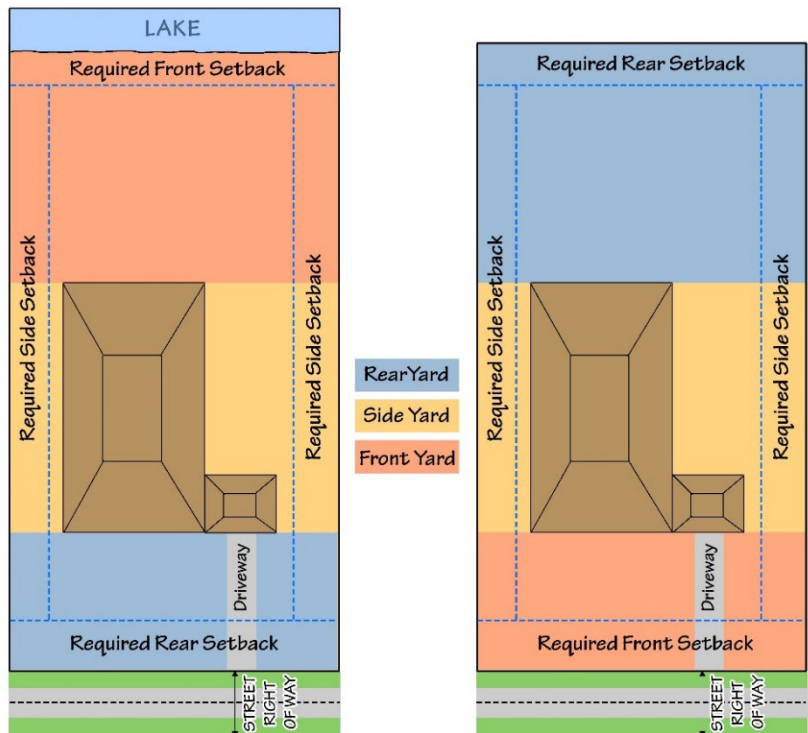 LAKE
Required Front Setback
Required Side Setback
Required Side Setback
Driveway
Required Rear Setback
STREET
RIGHT
OF WAY
RearYard
Side Yard
Front Yard
Required Rear Setback
Required Side Setback
Required Side Setback
Driveway
Required Front Setback
STREET
RIGHT
OF WAY